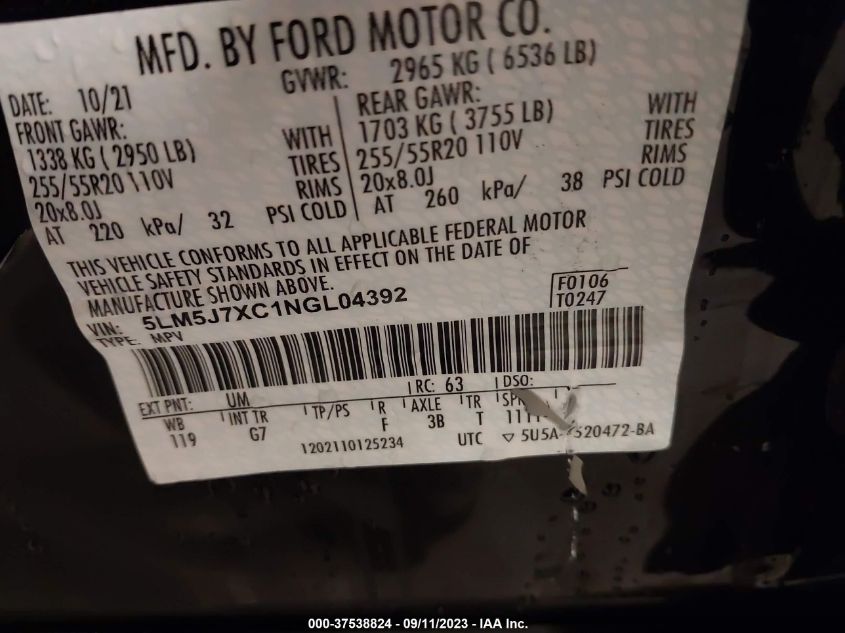 MFD. BY FORD MOTOR CO.
DATE: 10/21 GVWR: 2965 KG ( 6536 LB)
FRONT GAWR: REAR GAWR:
1338 KG ( 2950 LB) WITH 1703 KG ( 3755 LB) WITH
255/55R20 110V TIRES 255/55R20 110V TIRES
20x8.0J RIMS 20x8.0J RIMS
AT 220 kPa/ 32 PSI COLD AT 260 kPa/ 38 PSI COLD
THIS VEHICLE CONFORMS TO ALL APPLICABLE FEDERAL MOTOR
VEHICLE SAFETY STANDARDS IN EFFECT ON THE DATE OF
MANUFACTURE SHOWN ABOVE.
VIN: 5LM5J7XC1NGL04392 F0106
TYPE: MPV T0247
EXT PNT: UM RC: 63 DSO:
WB INT TR TP/PS R AXLE TR
119 G7 F 3B T
1202110125234 UTC 520472-BA
000-37538824 - 09/11/2023 - IAA Inc.